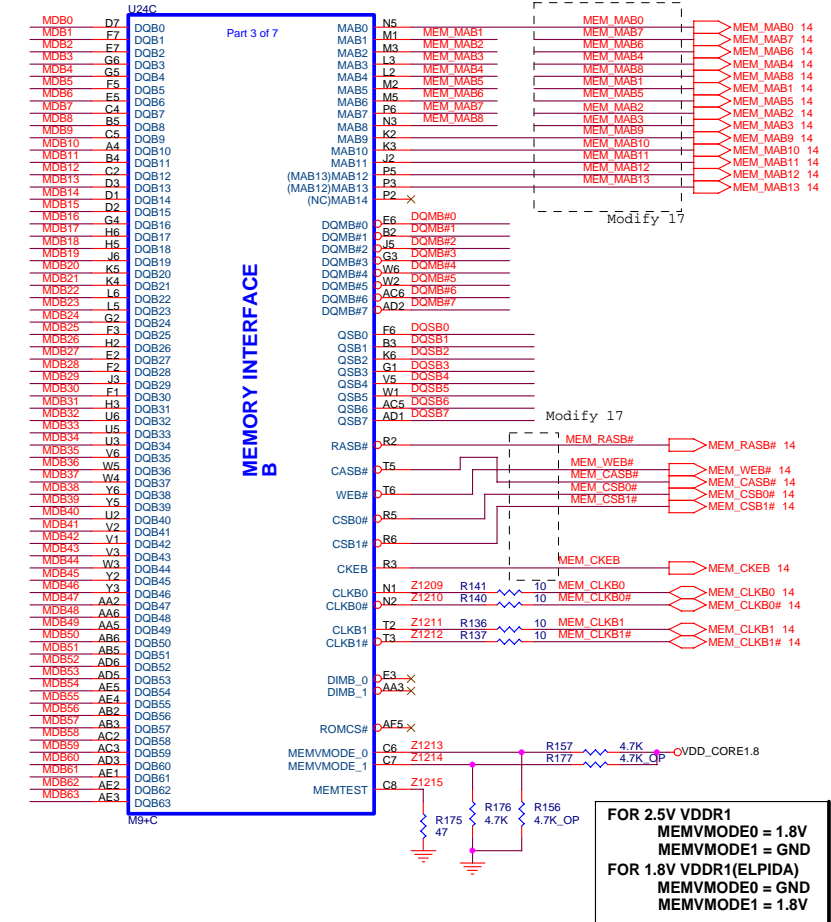 U24C
Part 3 of 7
MEMORY INTERFACE
B
M9+C
MDB0 D7 DQB0
MDB1 F7 DQB1
MDB2 E7 DQB2
MDB3 G6 DQB3
MDB4 G5 DQB4
MDB5 F5 DQB5
MDB6 E5 DQB6
MDB7 C4 DQB7
MDB8 B5 DQB8
MDB9 C5 DQB9
MDB10 A4 DQB10
MDB11 B4 DQB11
MDB12 C2 DQB12
MDB13 D3 DQB13
MDB14 D1 DQB14
MDB15 D2 DQB15
MDB16 G4 DQB16
MDB17 H6 DQB17
MDB18 H5 DQB18
MDB19 J6 DQB19
MDB20 K5 DQB20
MDB21 K4 DQB21
MDB22 L6 DQB22
MDB23 L5 DQB23
MDB24 G2 DQB24
MDB25 F3 DQB25
MDB26 H2 DQB26
MDB27 E2 DQB27
MDB28 F2 DQB28
MDB29 J3 DQB29
MDB30 F1 DQB30
MDB31 H3 DQB31
MDB32 U6 DQB32
MDB33 U5 DQB33
MDB34 U3 DQB34
MDB35 V6 DQB35
MDB36 W5 DQB36
MDB37 W4 DQB37
MDB38 Y6 DQB38
MDB39 Y5 DQB39
MDB40 U2 DQB40
MDB41 V2 DQB41
MDB42 V1 DQB42
MDB43 V3 DQB43
MDB44 W3 DQB44
MDB45 Y2 DQB45
MDB46 Y3 DQB46
MDB47 AA2 DQB47
MDB48 AA6 DQB48
MDB49 AA5 DQB49
MDB50 AB6 DQB50
MDB51 AB5 DQB51
MDB52 AD6 DQB52
MDB53 AD5 DQB53
MDB54 AE5 DQB54
MDB55 AE4 DQB55
MDB56 AB2 DQB56
MDB57 AB3 DQB57
MDB58 AC2 DQB58
MDB59 AC3 DQB59
MDB60 AD3 DQB60
MDB61 AE1 DQB61
MDB62 AE2 DQB62
MDB63 AE3 DQB63
MAB0 N5 MEM_MAB0 MEM_MAB0 14
MAB1 M1 MEM_MAB1 MEM_MAB7 MEM_MAB7 14
MAB2 M3 MEM_MAB2 MEM_MAB6 MEM_MAB6 14
MAB3 L3 MEM_MAB3 MEM_MAB4 MEM_MAB4 14
MAB4 L2 MEM_MAB4 MEM_MAB8 MEM_MAB8 14
MAB5 M2 MEM_MAB5 MEM_MAB1 MEM_MAB1 14
MAB6 M5 MEM_MAB6 MEM_MAB5 MEM_MAB5 14
MAB7 P6 MEM_MAB7 MEM_MAB2 MEM_MAB2 14
MAB8 N3 MEM_MAB8 MEM_MAB3 MEM_MAB3 14
MAB9 K2 MEM_MAB9 MEM_MAB9 14
MAB10 K3 MEM_MAB10 MEM_MAB10 14
MAB11 J2 MEM_MAB11 MEM_MAB11 14
(MAB13)MAB12 P5 MEM_MAB12 MEM_MAB12 14
(MAB12)MAB13 P3 MEM_MAB13 MEM_MAB13 14
(NC)MAB14 P2
Modify 17
DQMB#0 E6 DQMB#0
DQMB#1 B2 DQMB#1
DQMB#2 J5 DQMB#2
DQMB#3 G3 DQMB#3
DQMB#4 W6 DQMB#4
DQMB#5 W2 DQMB#5
DQMB#6 AC6 DQMB#6
DQMB#7 AD2 DQMB#7
QSB0 F6 DQSB0
QSB1 B3 DQSB1
QSB2 K6 DQSB2
QSB3 G1 DQSB3
QSB4 V5 DQSB4
QSB5 W1 DQSB5
QSB6 AC5 DQSB6
QSB7 AD1 DQSB7
Modify 17
RASB# R2 MEM_RASB# MEM_RASB# 14
CASB# T5 MEM_WEB# MEM_WEB# 14
MEM_CASB# MEM_CASB# 14
WEB# T6 MEM_CSB0# MEM_CSB0# 14
MEM_CSB1# MEM_CSB1# 14
CSB0# R5
CSB1# R6
CKEB R3 MEM_CKEB MEM_CKEB 14
CLKB0 N1 Z1209 R141 10 MEM_CLKB0 MEM_CLKB0 14
CLKB0# N2 Z1210 R140 10 MEM_CLKB0# MEM_CLKB0# 14
CLKB1 T2 Z1211 R136 10 MEM_CLKB1 MEM_CLKB1 14
CLKB1# T3 Z1212 R137 10 MEM_CLKB1# MEM_CLKB1# 14
DIMB_0 E3
DIMB_1 AA3
ROMCS# AF5
MEMVMODE_0 C6 Z1213 R157 4.7K VDD_CORE1.8
MEMVMODE_1 C7 Z1214 R177 4.7K_OP
MEMTEST C8 Z1215
R175 47
R176 4.7K
R156 4.7K_OP
FOR 2.5V VDDR1
MEMVMODE0 = 1.8V
MEMVMODE1 = GND
FOR 1.8V VDDR1(ELPIDA)
MEMVMODE0 = GND
MEMVMODE1 = 1.8V